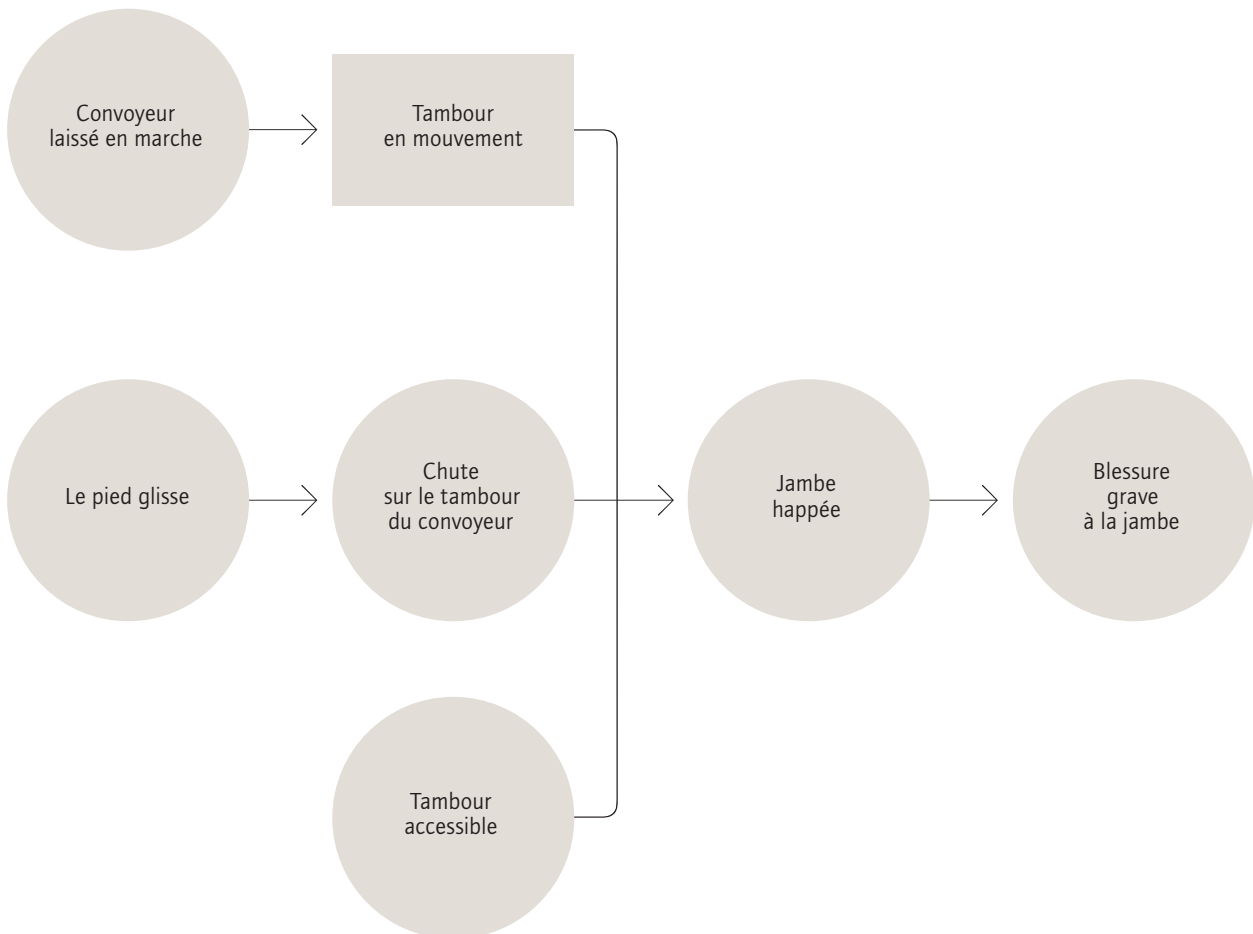 Convoyeur
laissé en marche
Tambour
en mouvement
Le pied glisse
Chute
sur le tambour
du convoyeur
Jambe
happée
Blessure
grave
à la jambe
Tambour
accessible